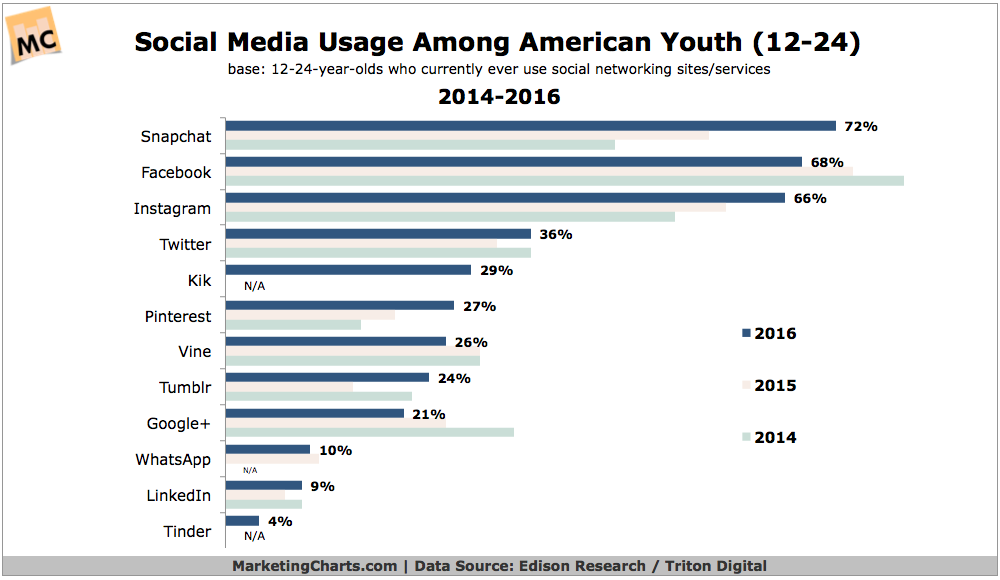 MC
Social Media Usage Among American Youth (12-24)
base: 12-24-year-olds who currently ever use social networking sites/services
2014-2016
Snapchat 72%
Facebook 68%
Instagram 66%
Twitter 36%
Kik 29%
N/A
Pinterest 27%
Vine 26%
2016
Tumblr 24%
2015
Google+ 21%
2014
WhatsApp 10%
N/A
LinkedIn 9%
Tinder 4%
N/A
MarketingCharts.com | Data Source: Edison Research / Triton Digital